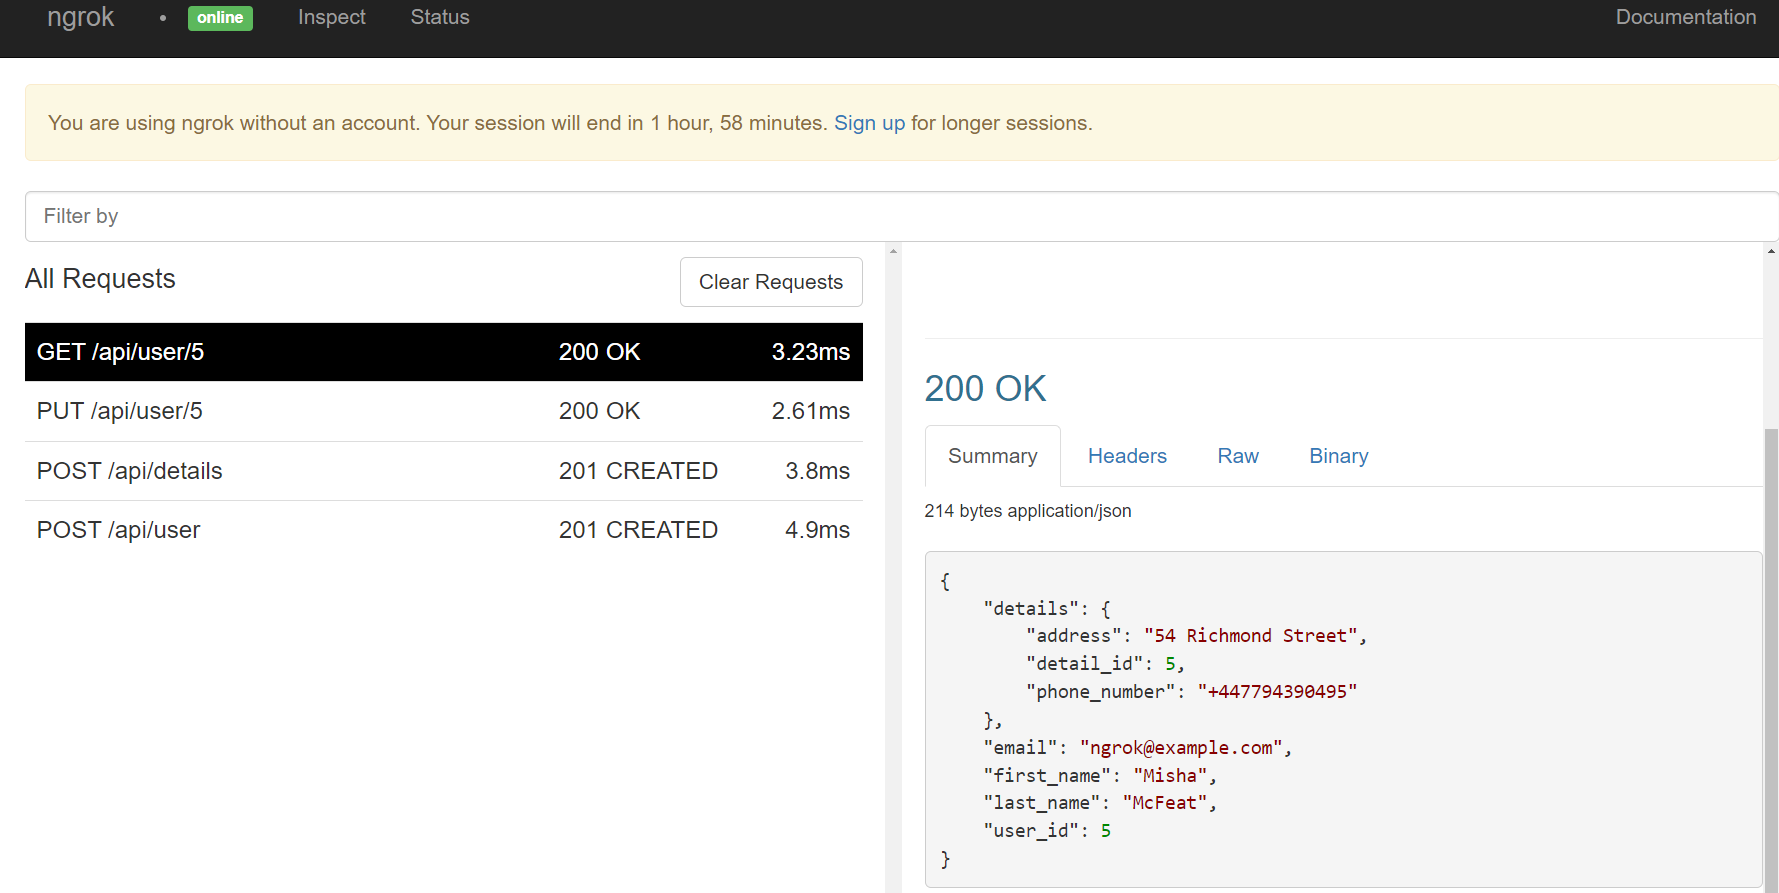 ngrok online Inspect Status Documentation
You are using ngrok without an account. Your session will end in 1 hour, 58 minutes. Sign up for longer sessions.
Filter by
All Requests Clear Requests
GET /api/user/5 200 OK 3.23ms
PUT /api/user/5 200 OK 2.61ms
POST /api/details 201 CREATED 3.8ms
POST /api/user 201 CREATED 4.9ms
200 OK
Summary Headers Raw Binary
214 bytes application/json
{
    "details": {
        "address": "54 Richmond Street",
        "detail_id": 5,
        "phone_number": "+447794390495"
    },
    "email": "ngrok@example.com",
    "first_name": "Misha",
    "last_name": "McFeat",
    "user_id": 5
}